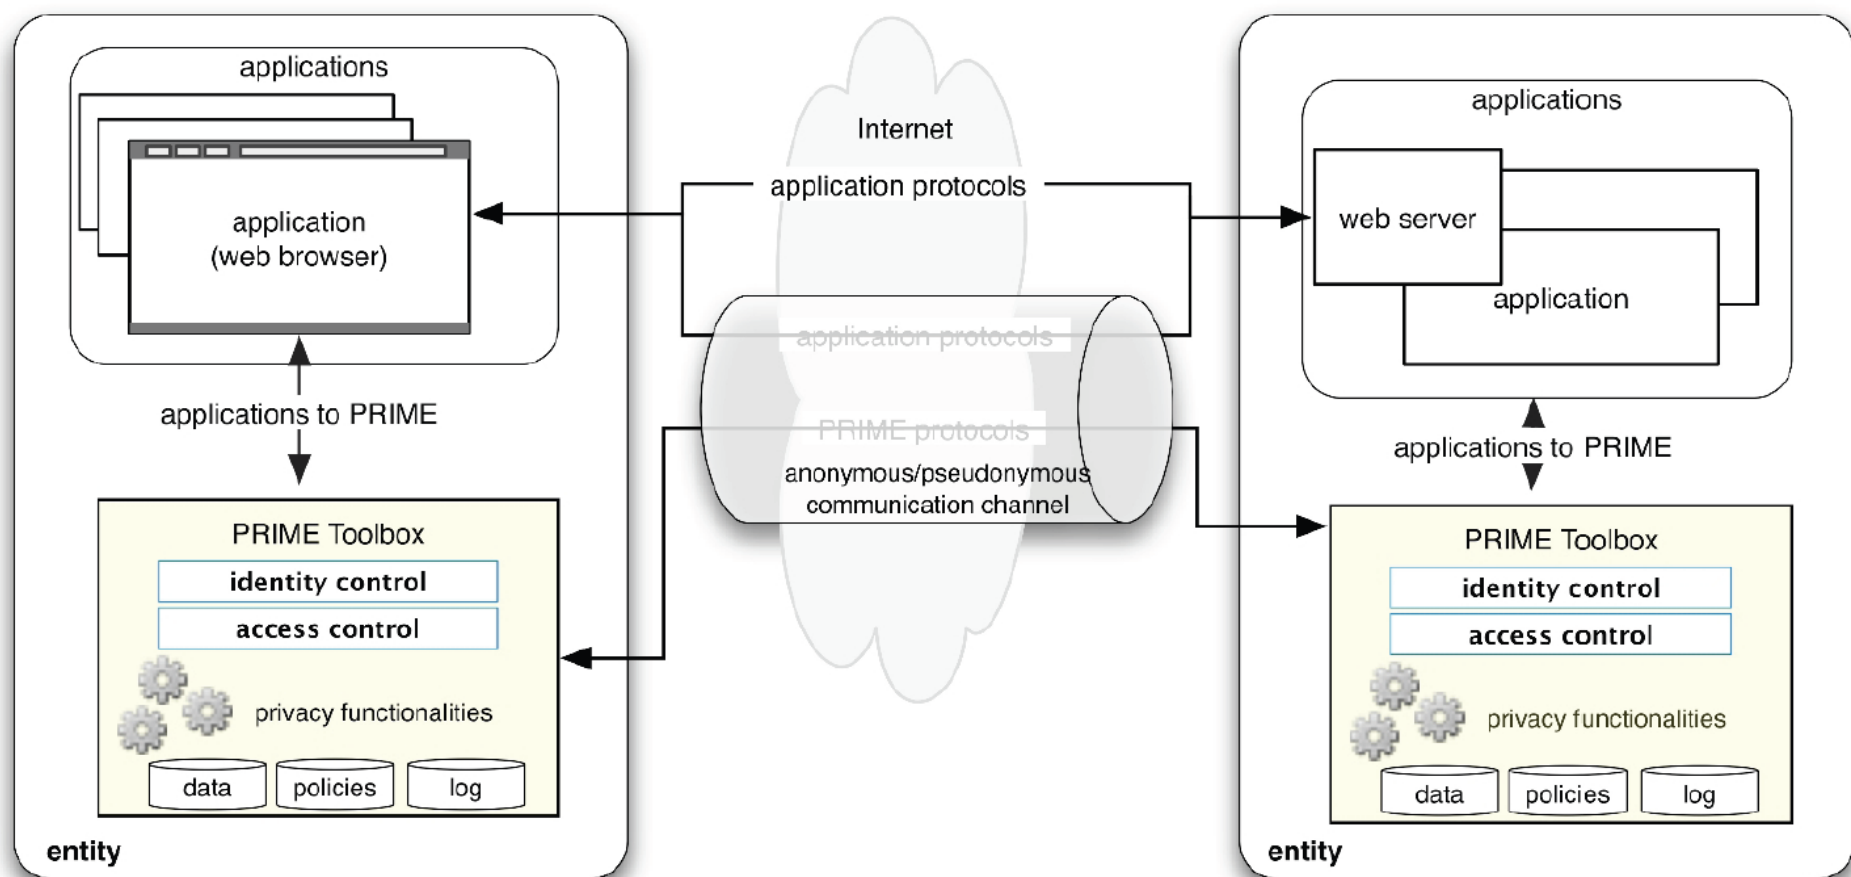 applications
application
(web browser)
applications to PRIME
PRIME Toolbox
identity control
access control
privacy functionalities
data
policies
log
entity
Internet
application protocols
application protocols
PRIME protocols
anonymous/pseudonymous
communication channel
applications
web server
application
applications to PRIME
PRIME Toolbox
identity control
access control
privacy functionalities
data
policies
log
entity